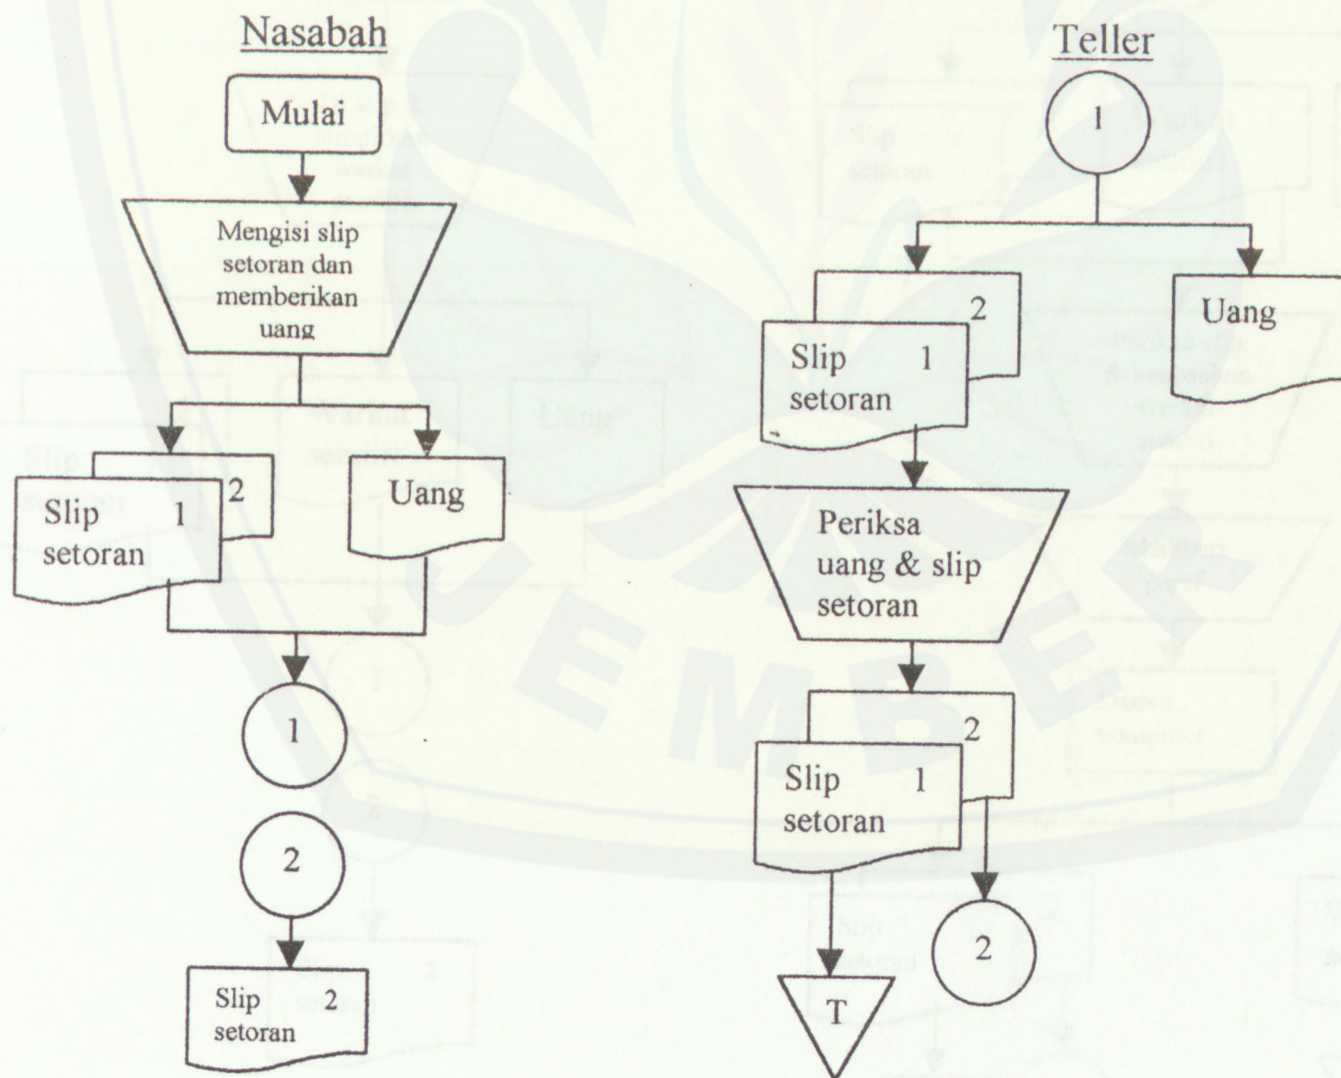 Nasabah
Mulai
Mengisi slip
setoran dan
memberikan
uang
2
Slip 1
setoran
Uang
1
2
Slip 2
setoran
Teller
1
2
Slip 1
setoran
Uang
Periksa
uang & slip
setoran
2
Slip 1
setoran
2
T
JEMBER